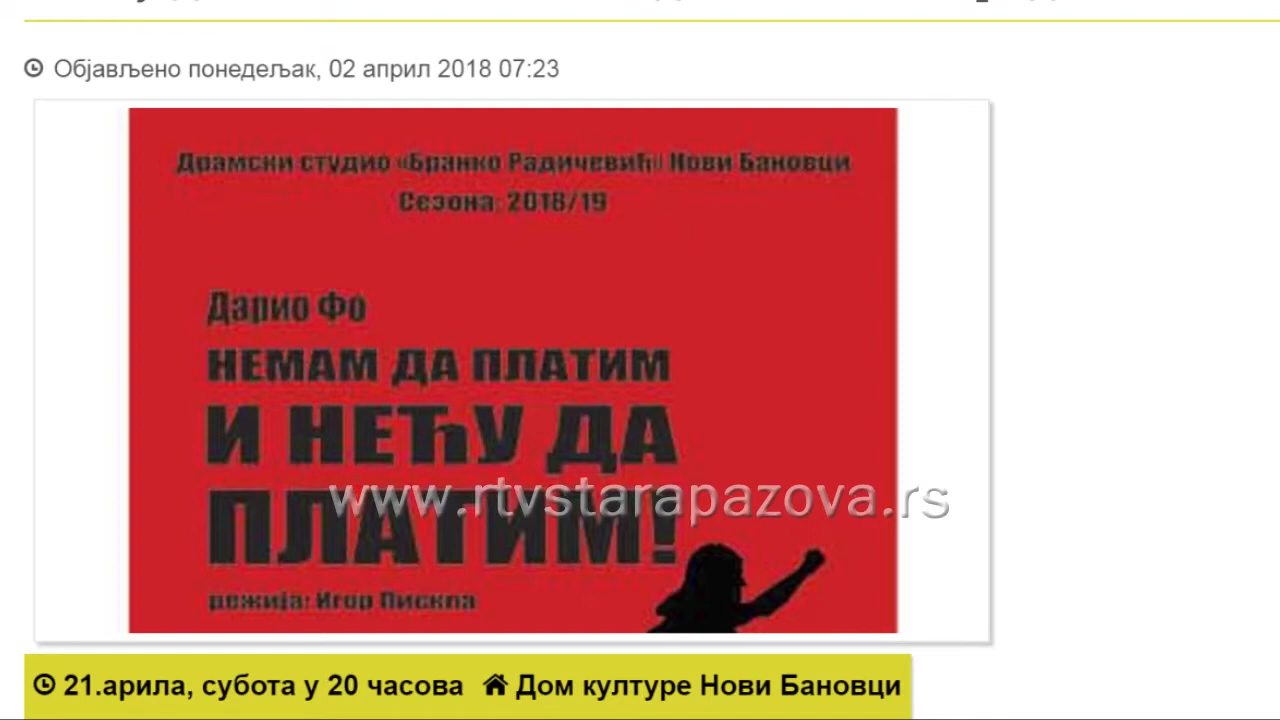 Објављено понедељак, 02 април 2018 07:23
Драмски студио «Бранко Радичевић» Нови Бановци
Сезона: 2018/19
Дарио Фо
НЕМАМ ДА ПЛАТИМ
И НЕЋУ ДА
ПЛАТИМ!
www.rtvstarapazova.rs
режија: Игор Пискла
21.арила, субота у 20 часова Дом културе Нови Бановци